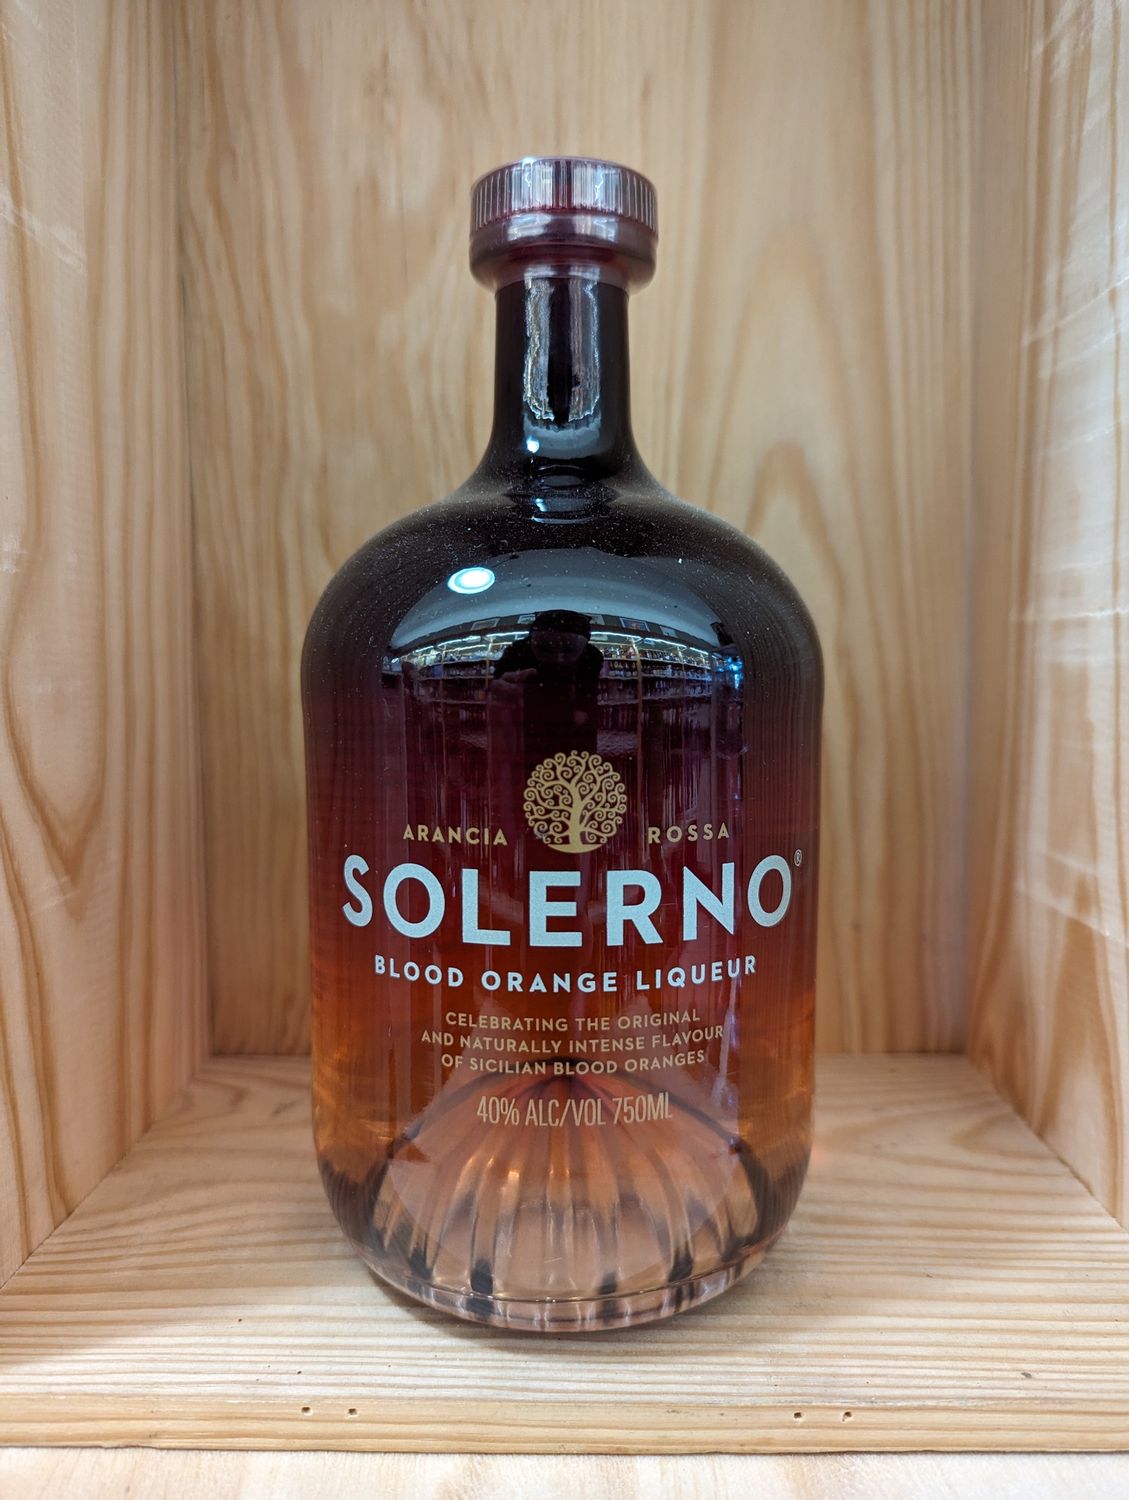 ARANCIA ROSSA
SOLERNO®
BLOOD ORANGE LIQUEUR
CELEBRATING THE ORIGINAL
AND NATURALLY INTENSE FLAVOUR
OF SICILIAN BLOOD ORANGES
40% ALC/VOL 750ML